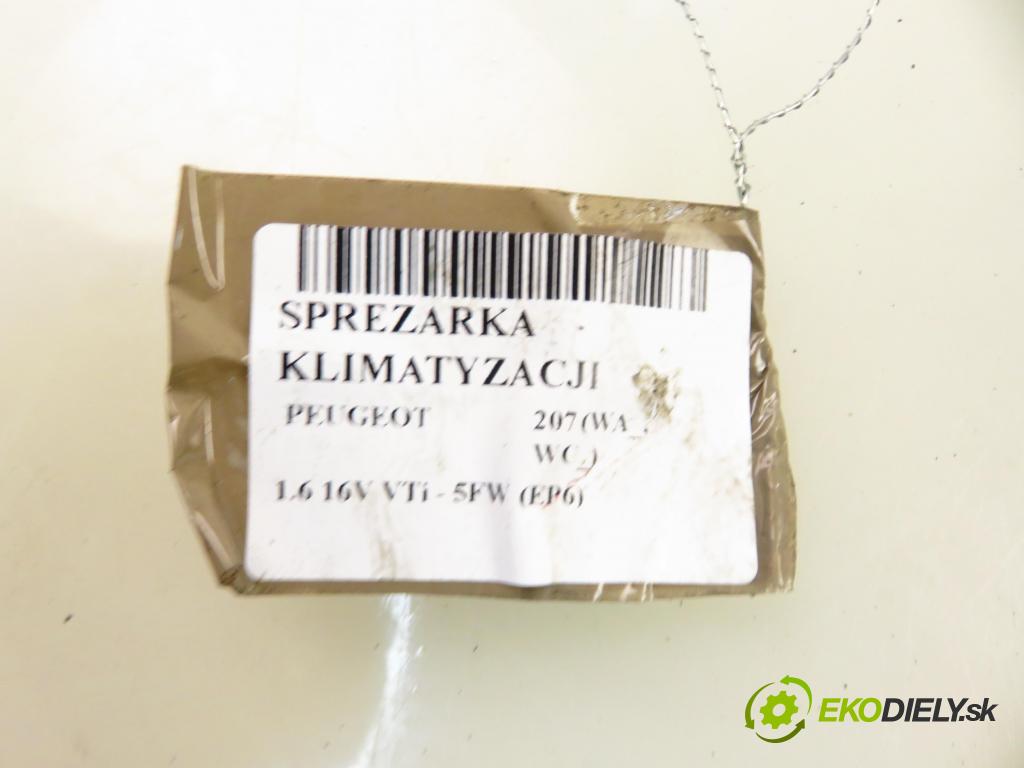 SPREZARKA
KLIMATYZACJI
PEUGEOT 207 (WA_,
WC_)
1.6 16V VTi - 5FW (EP6)
EKODIELY.sk